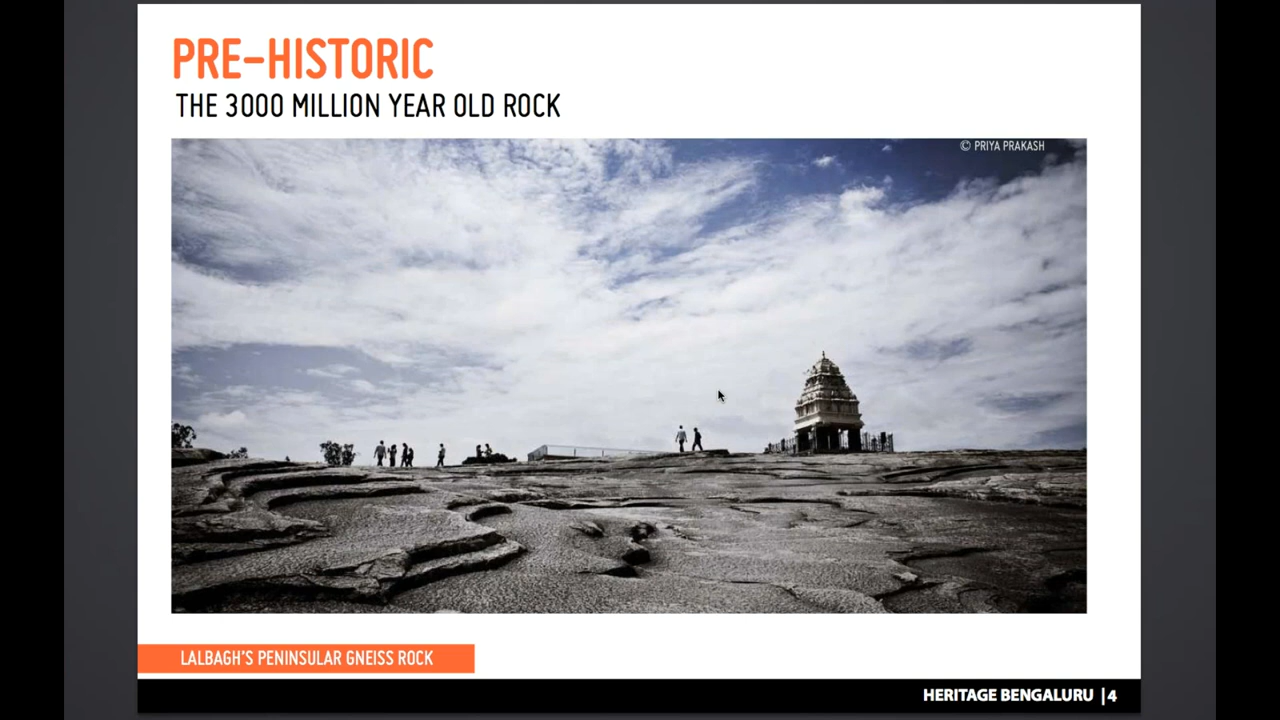 PRE-HISTORIC
THE 3000 MILLION YEAR OLD ROCK
© PRIYA PRAKASH
LALBAGH'S PENINSULAR GNEISS ROCK
HERITAGE BENGALURU |4